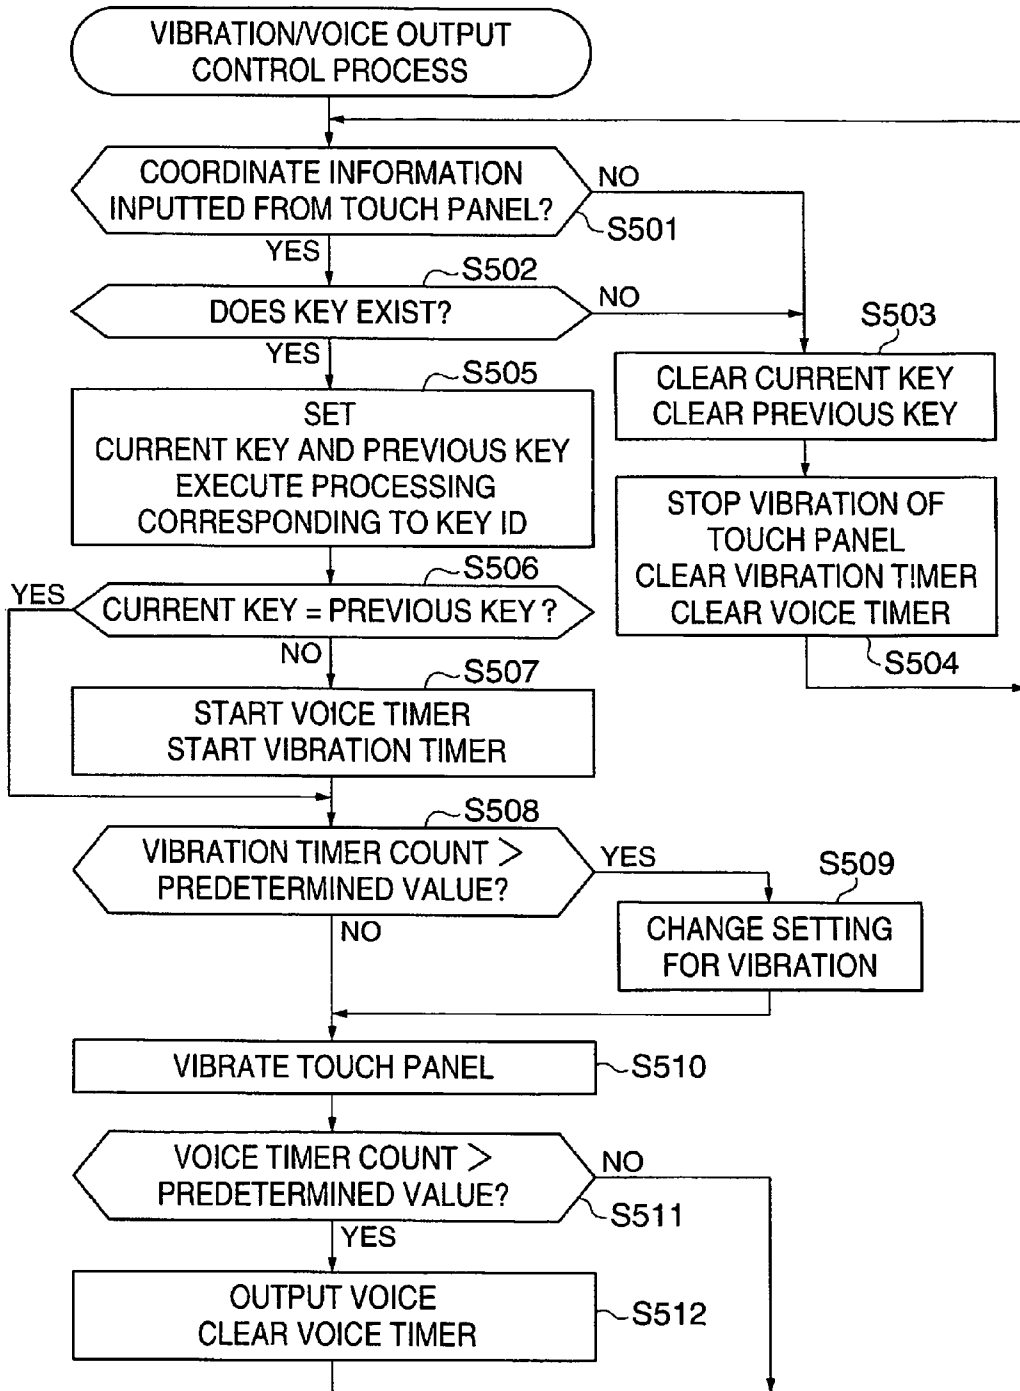 VIBRATION/VOICE OUTPUT
CONTROL PROCESS
COORDINATE INFORMATION
INPUTTED FROM TOUCH PANEL?
NO
S501
YES
S502
DOES KEY EXIST?
NO
YES
S503
CLEAR CURRENT KEY
CLEAR PREVIOUS KEY
S505
SET
CURRENT KEY AND PREVIOUS KEY
EXECUTE PROCESSING
CORRESPONDING TO KEY ID
STOP VIBRATION OF
TOUCH PANEL
CLEAR VIBRATION TIMER
CLEAR VOICE TIMER
S504
S506
YES
CURRENT KEY = PREVIOUS KEY ?
NO
S507
START VOICE TIMER
START VIBRATION TIMER
S508
VIBRATION TIMER COUNT >
PREDETERMINED VALUE?
YES
NO
S509
CHANGE SETTING
FOR VIBRATION
VIBRATE TOUCH PANEL
S510
VOICE TIMER COUNT >
PREDETERMINED VALUE?
NO
S511
YES
OUTPUT VOICE
CLEAR VOICE TIMER
S512